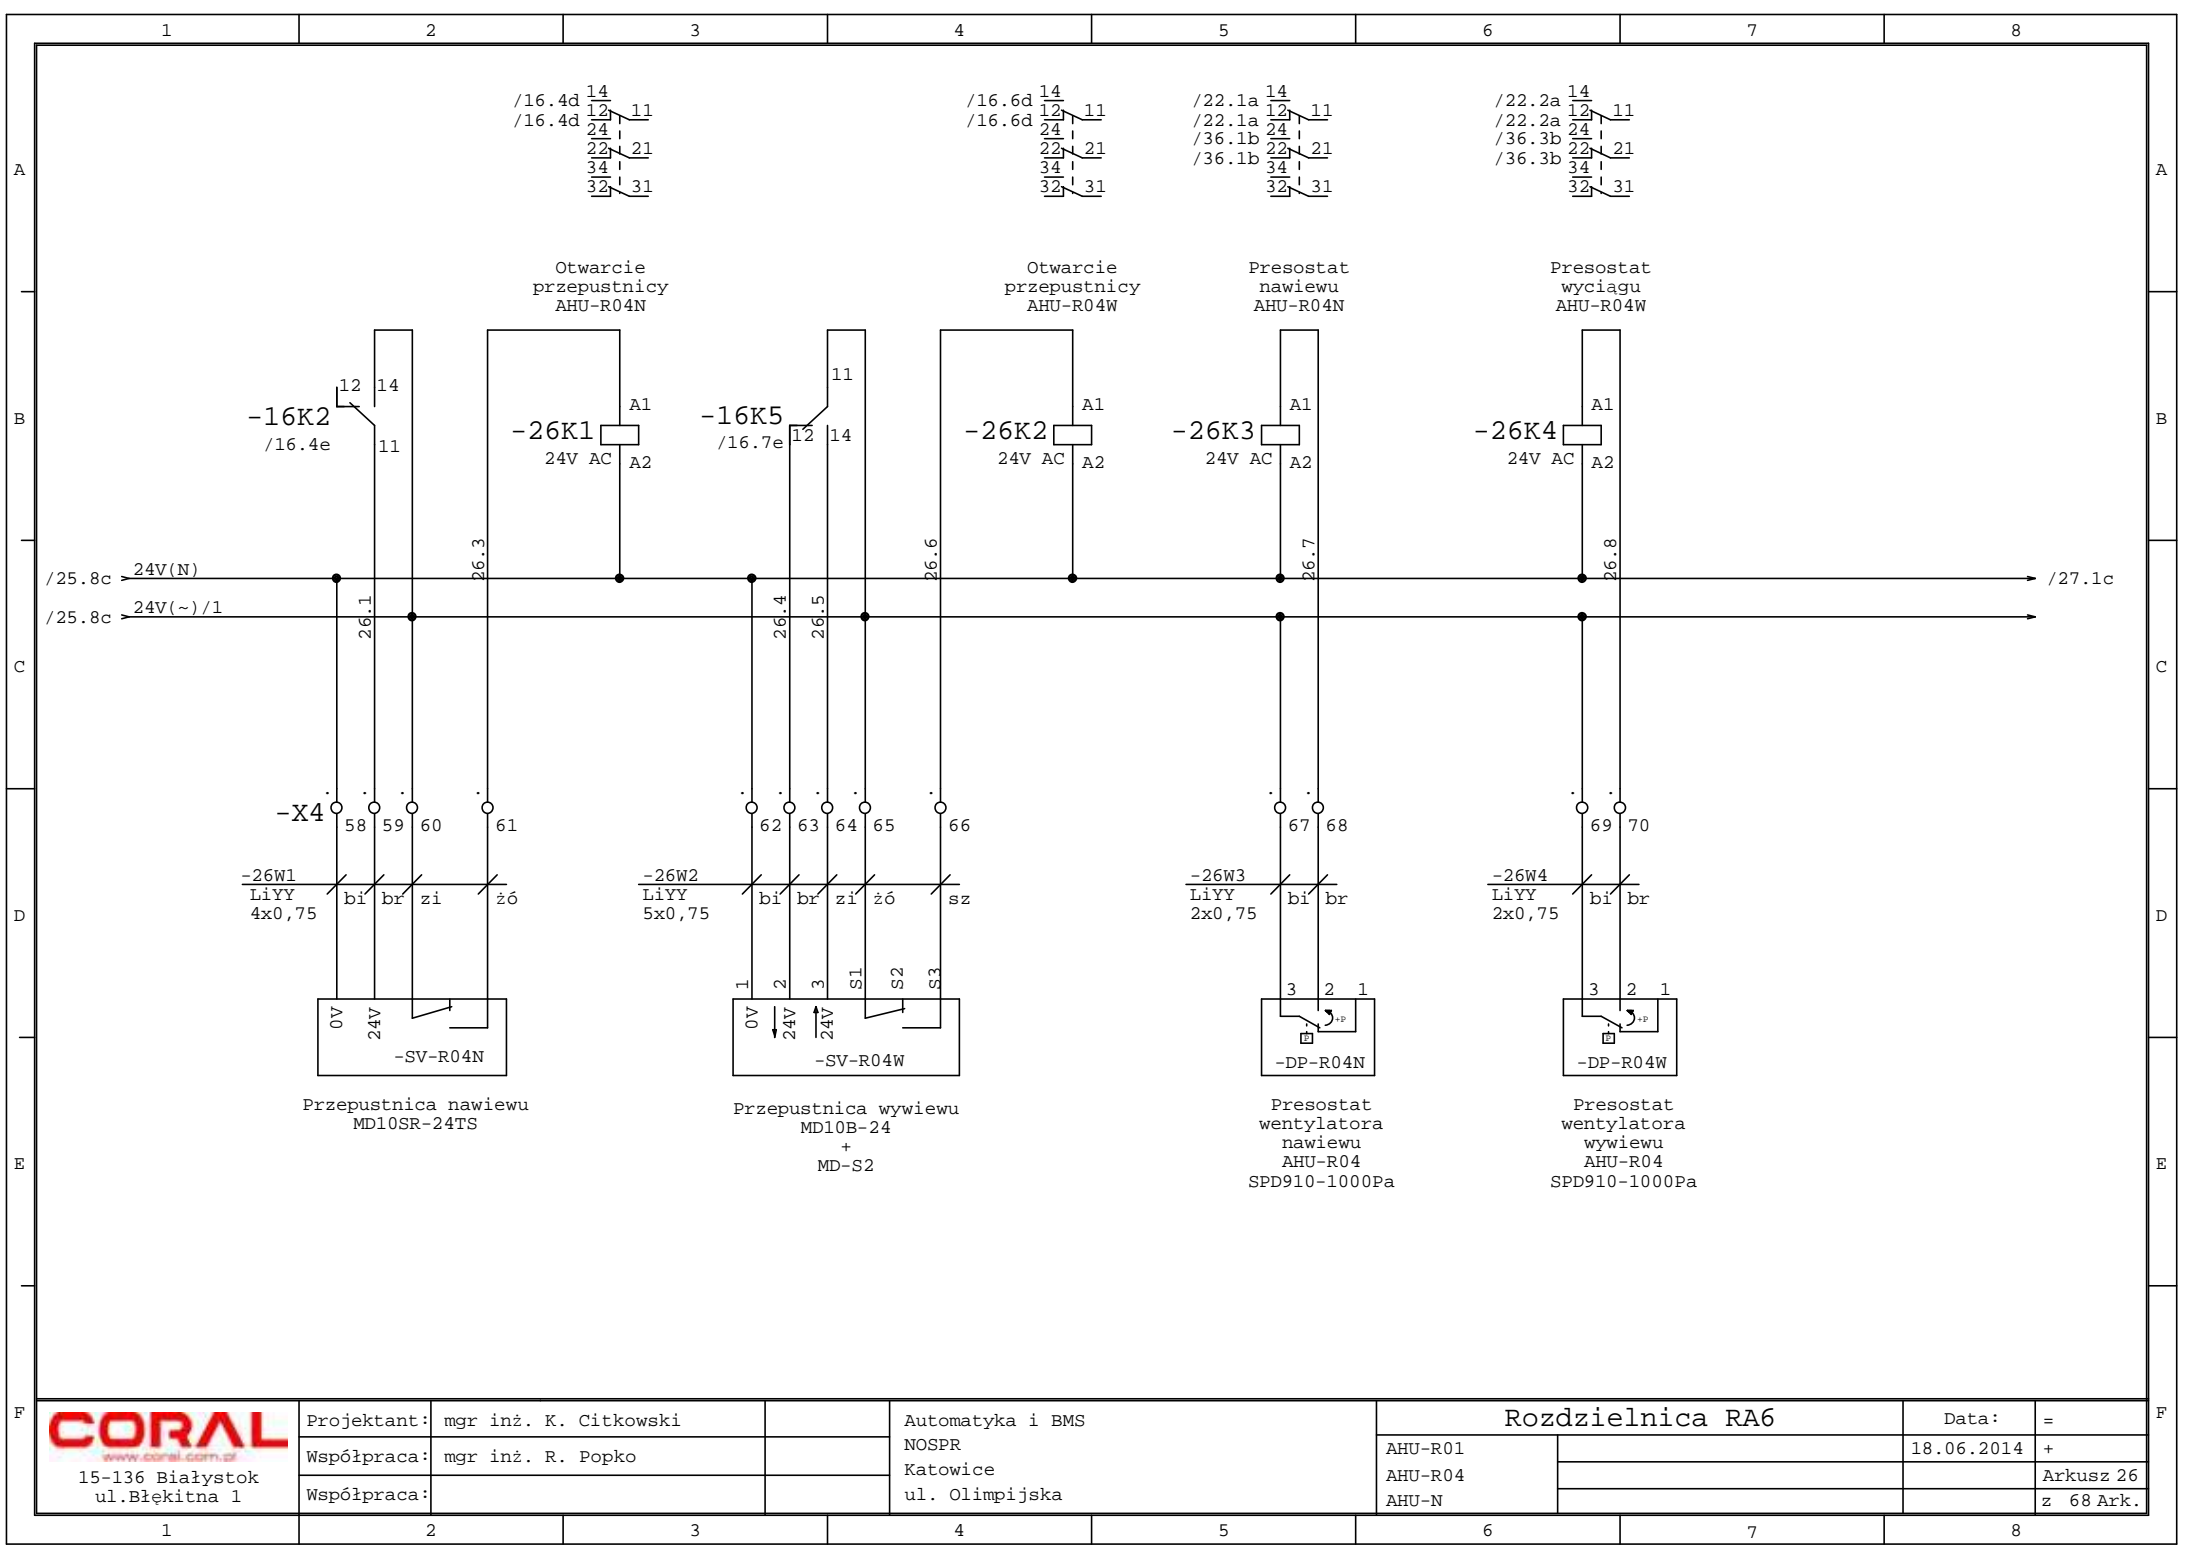 1 2 3 4 5 6 7 8
/16.4d 14
/16.4d 12 11
24
22 21
34
32 31
/16.6d 14
/16.6d 12 11
24
22 21
34
32 31
/22.1a 14
/22.1a 12 11
/36.1b 24
/36.1b 22 21
34
32 31
/22.2a 14
/22.2a 12 11
/36.3b 24
/36.3b 22 21
34
32 31
A A
Otwarcie
przepustnicy
AHU-R04N
Otwarcie
przepustnicy
AHU-R04W
Presostat
nawiewu
AHU-R04N
Presostat
wyciągu
AHU-R04W
B B
12 14
-16K2
/16.4e 11
A1
-26K1
24V AC A2
11
-16K5
/16.7e 12 14
A1
-26K2
24V AC A2
A1
-26K3
24V AC A2
A1
-26K4
24V AC A2
26.3 26.6 26.7 26.8
/25.8c 24V(N) /27.1c
/25.8c 24V(~)/1
26.1 26.4 26.5
C C
-X4 58 59 60 61 62 63 64 65 66 67 68 69 70
-26W1
LiYY
4x0,75
bi br zi żó
-26W2
LiYY
5x0,75
bi br zi żó sz
-26W3
LiYY
2x0,75
bi br
-26W4
LiYY
2x0,75
bi br
D D
0V 24V
-SV-R04N
1 2 3 S1 S2 S3
0V 24V 24V
-SV-R04W
3 2 1
+P
P
-DP-R04N
3 2 1
+P
P
-DP-R04W
Przepustnica nawiewu
MD10SR-24TS
Przepustnica wywiewu
MD10B-24
+
MD-S2
Presostat
wentylatora
nawiewu
AHU-R04
SPD910-1000Pa
Presostat
wentylatora
wywiewu
AHU-R04
SPD910-1000Pa
E E
F F
CORAL
www.coral.com.pl
15-136 Białystok
ul.Błękitna 1
Projektant: mgr inż. K. Citkowski
Współpraca: mgr inż. R. Popko
Współpraca:
Automatyka i BMS
NOSPR
Katowice
ul. Olimpijska
Rozdzielnica RA6
AHU-R01
AHU-R04
AHU-N
Data: =
18.06.2014 +
Arkusz 26
z 68 Ark.
1 2 3 4 5 6 7 8